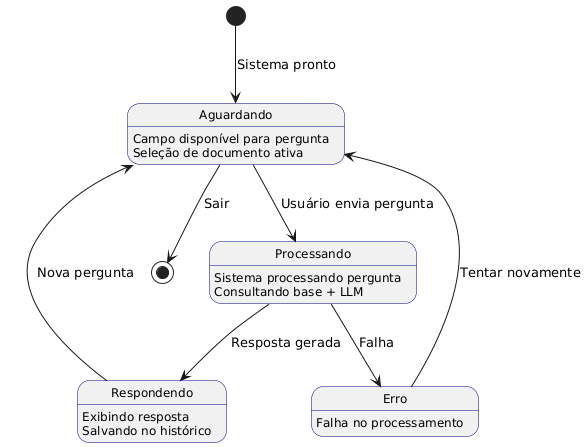 Sistema pronto
Aguardando
Campo disponível para pergunta
Seleção de documento ativa
Sair
Usuário envia pergunta
Processando
Sistema processando pergunta
Consultando base + LLM
Nova pergunta
Tentar novamente
Resposta gerada
Falha
Respondendo
Exibindo resposta
Salvando no histórico
Erro
Falha no processamento